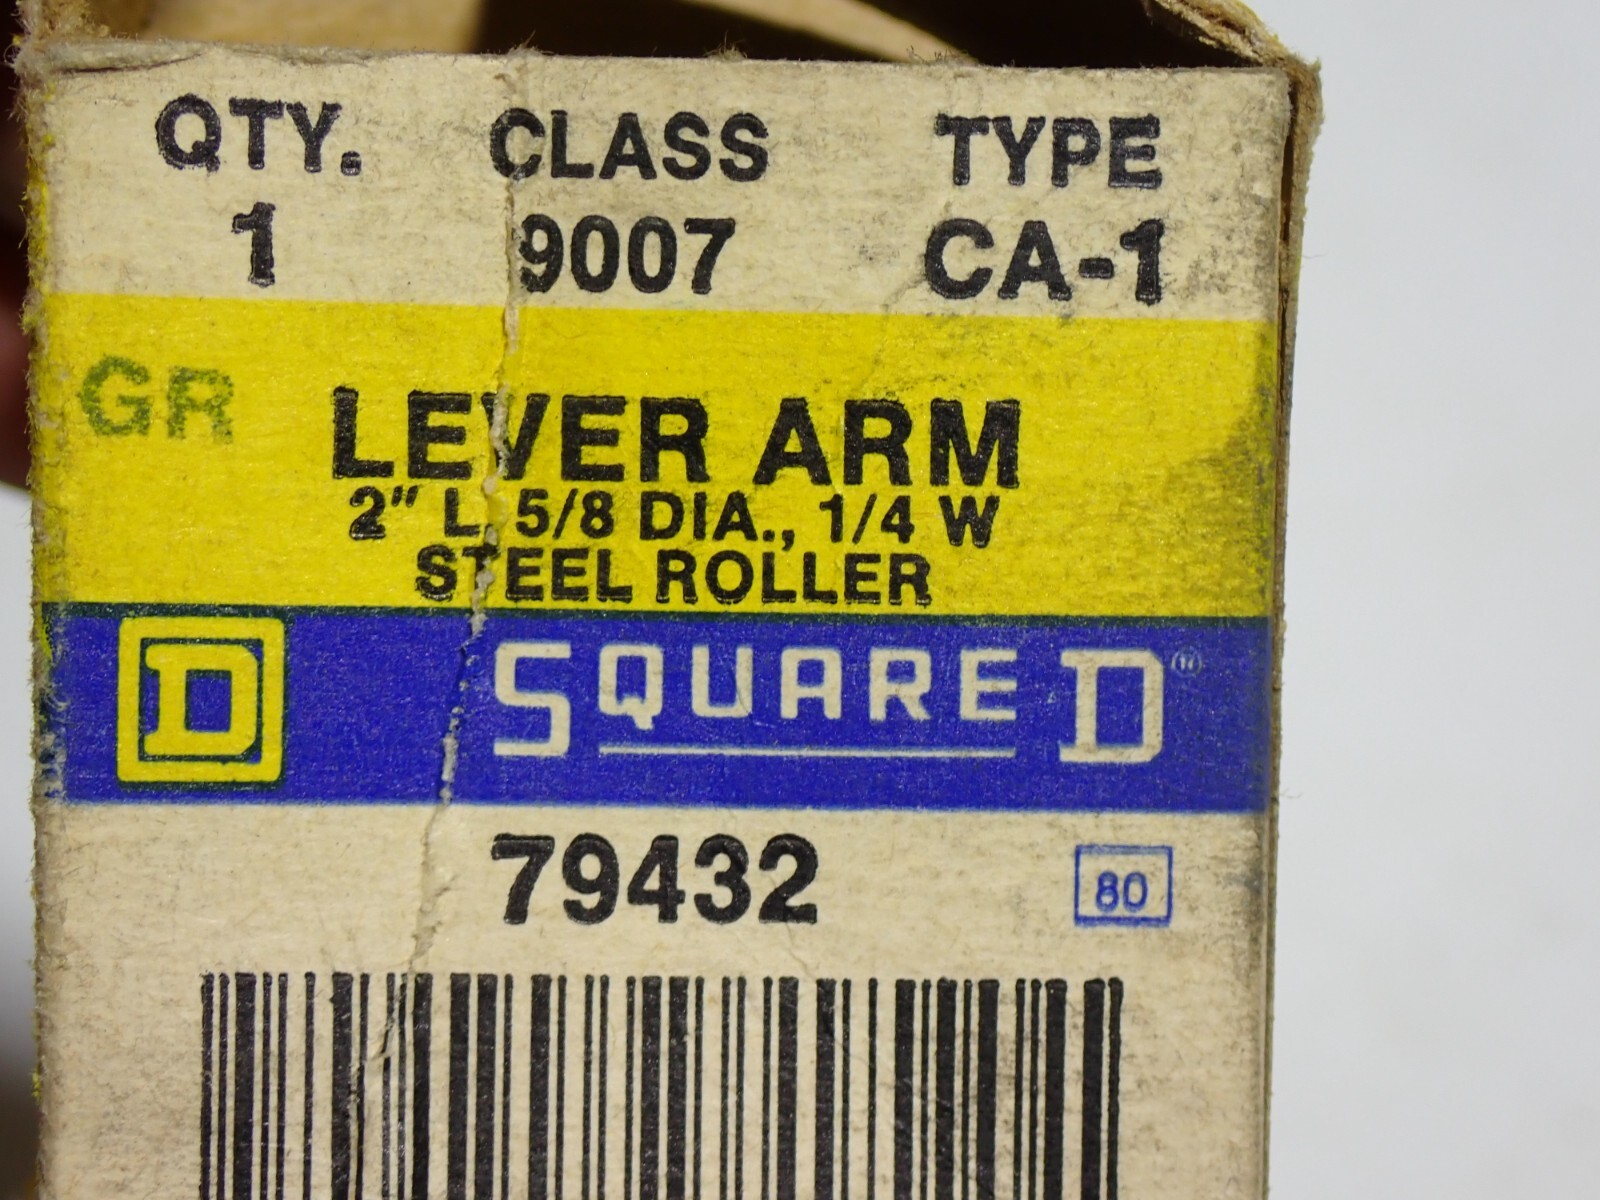 QTY. CLASS TYPE
1 9007 CA-1
GR
LEVER ARM
2" L, 5/8 DIA., 1/4 W
STEEL ROLLER
D SQUARE D®
79432
80